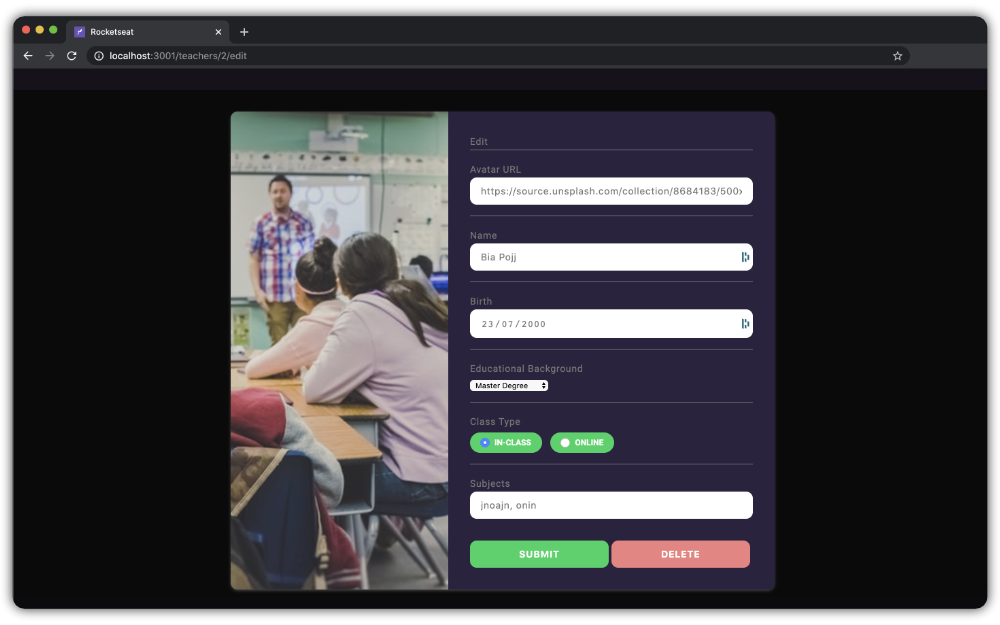 Rocketseat
localhost:3001/teachers/2/edit
Edit
Avatar URL
https://source.unsplash.com/collection/8684183/500x
Name
Bia Pojj
Birth
23/07/2000
Educational Background
Master Degree
Class Type
IN-CLASS ONLINE
Subjects
jnoajn, onin
SUBMIT DELETE